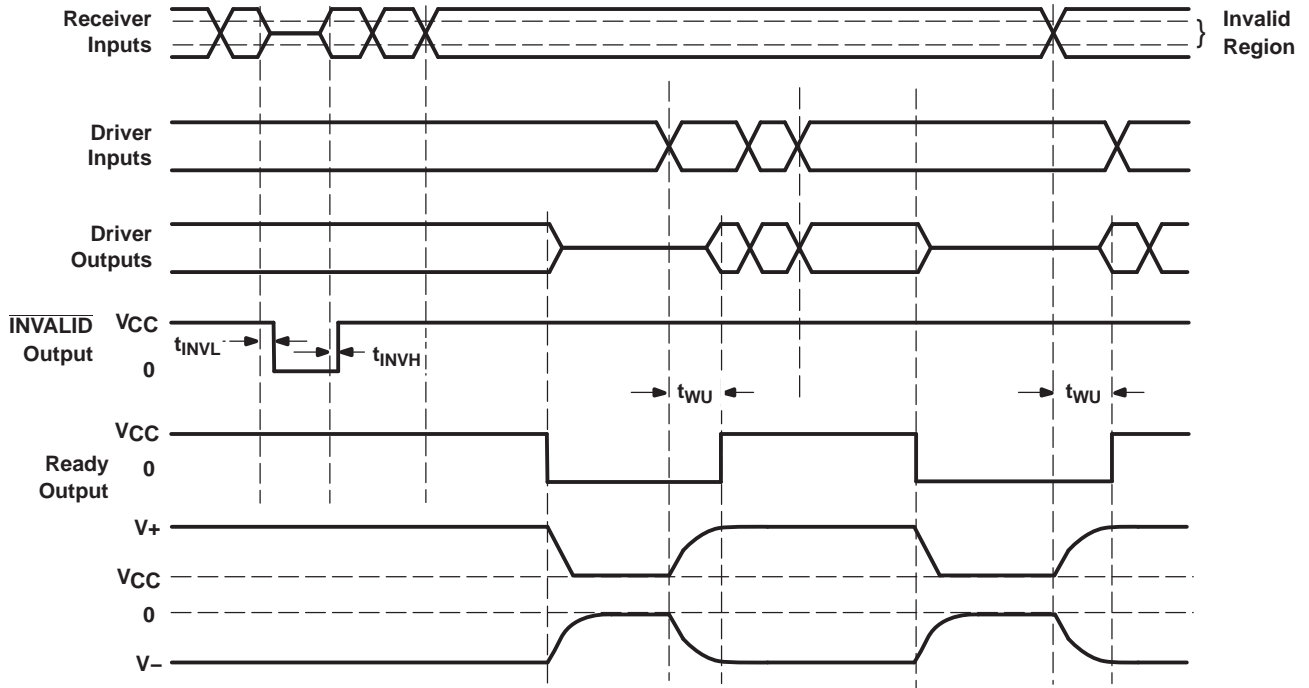 Receiver
Inputs
} Invalid
Region
Driver
Inputs
Driver
Outputs
INVALID
Output
VCC
0
tINVL
tINVH
tWU
tWU
Ready
Output
VCC
0
V+
VCC
0
V–